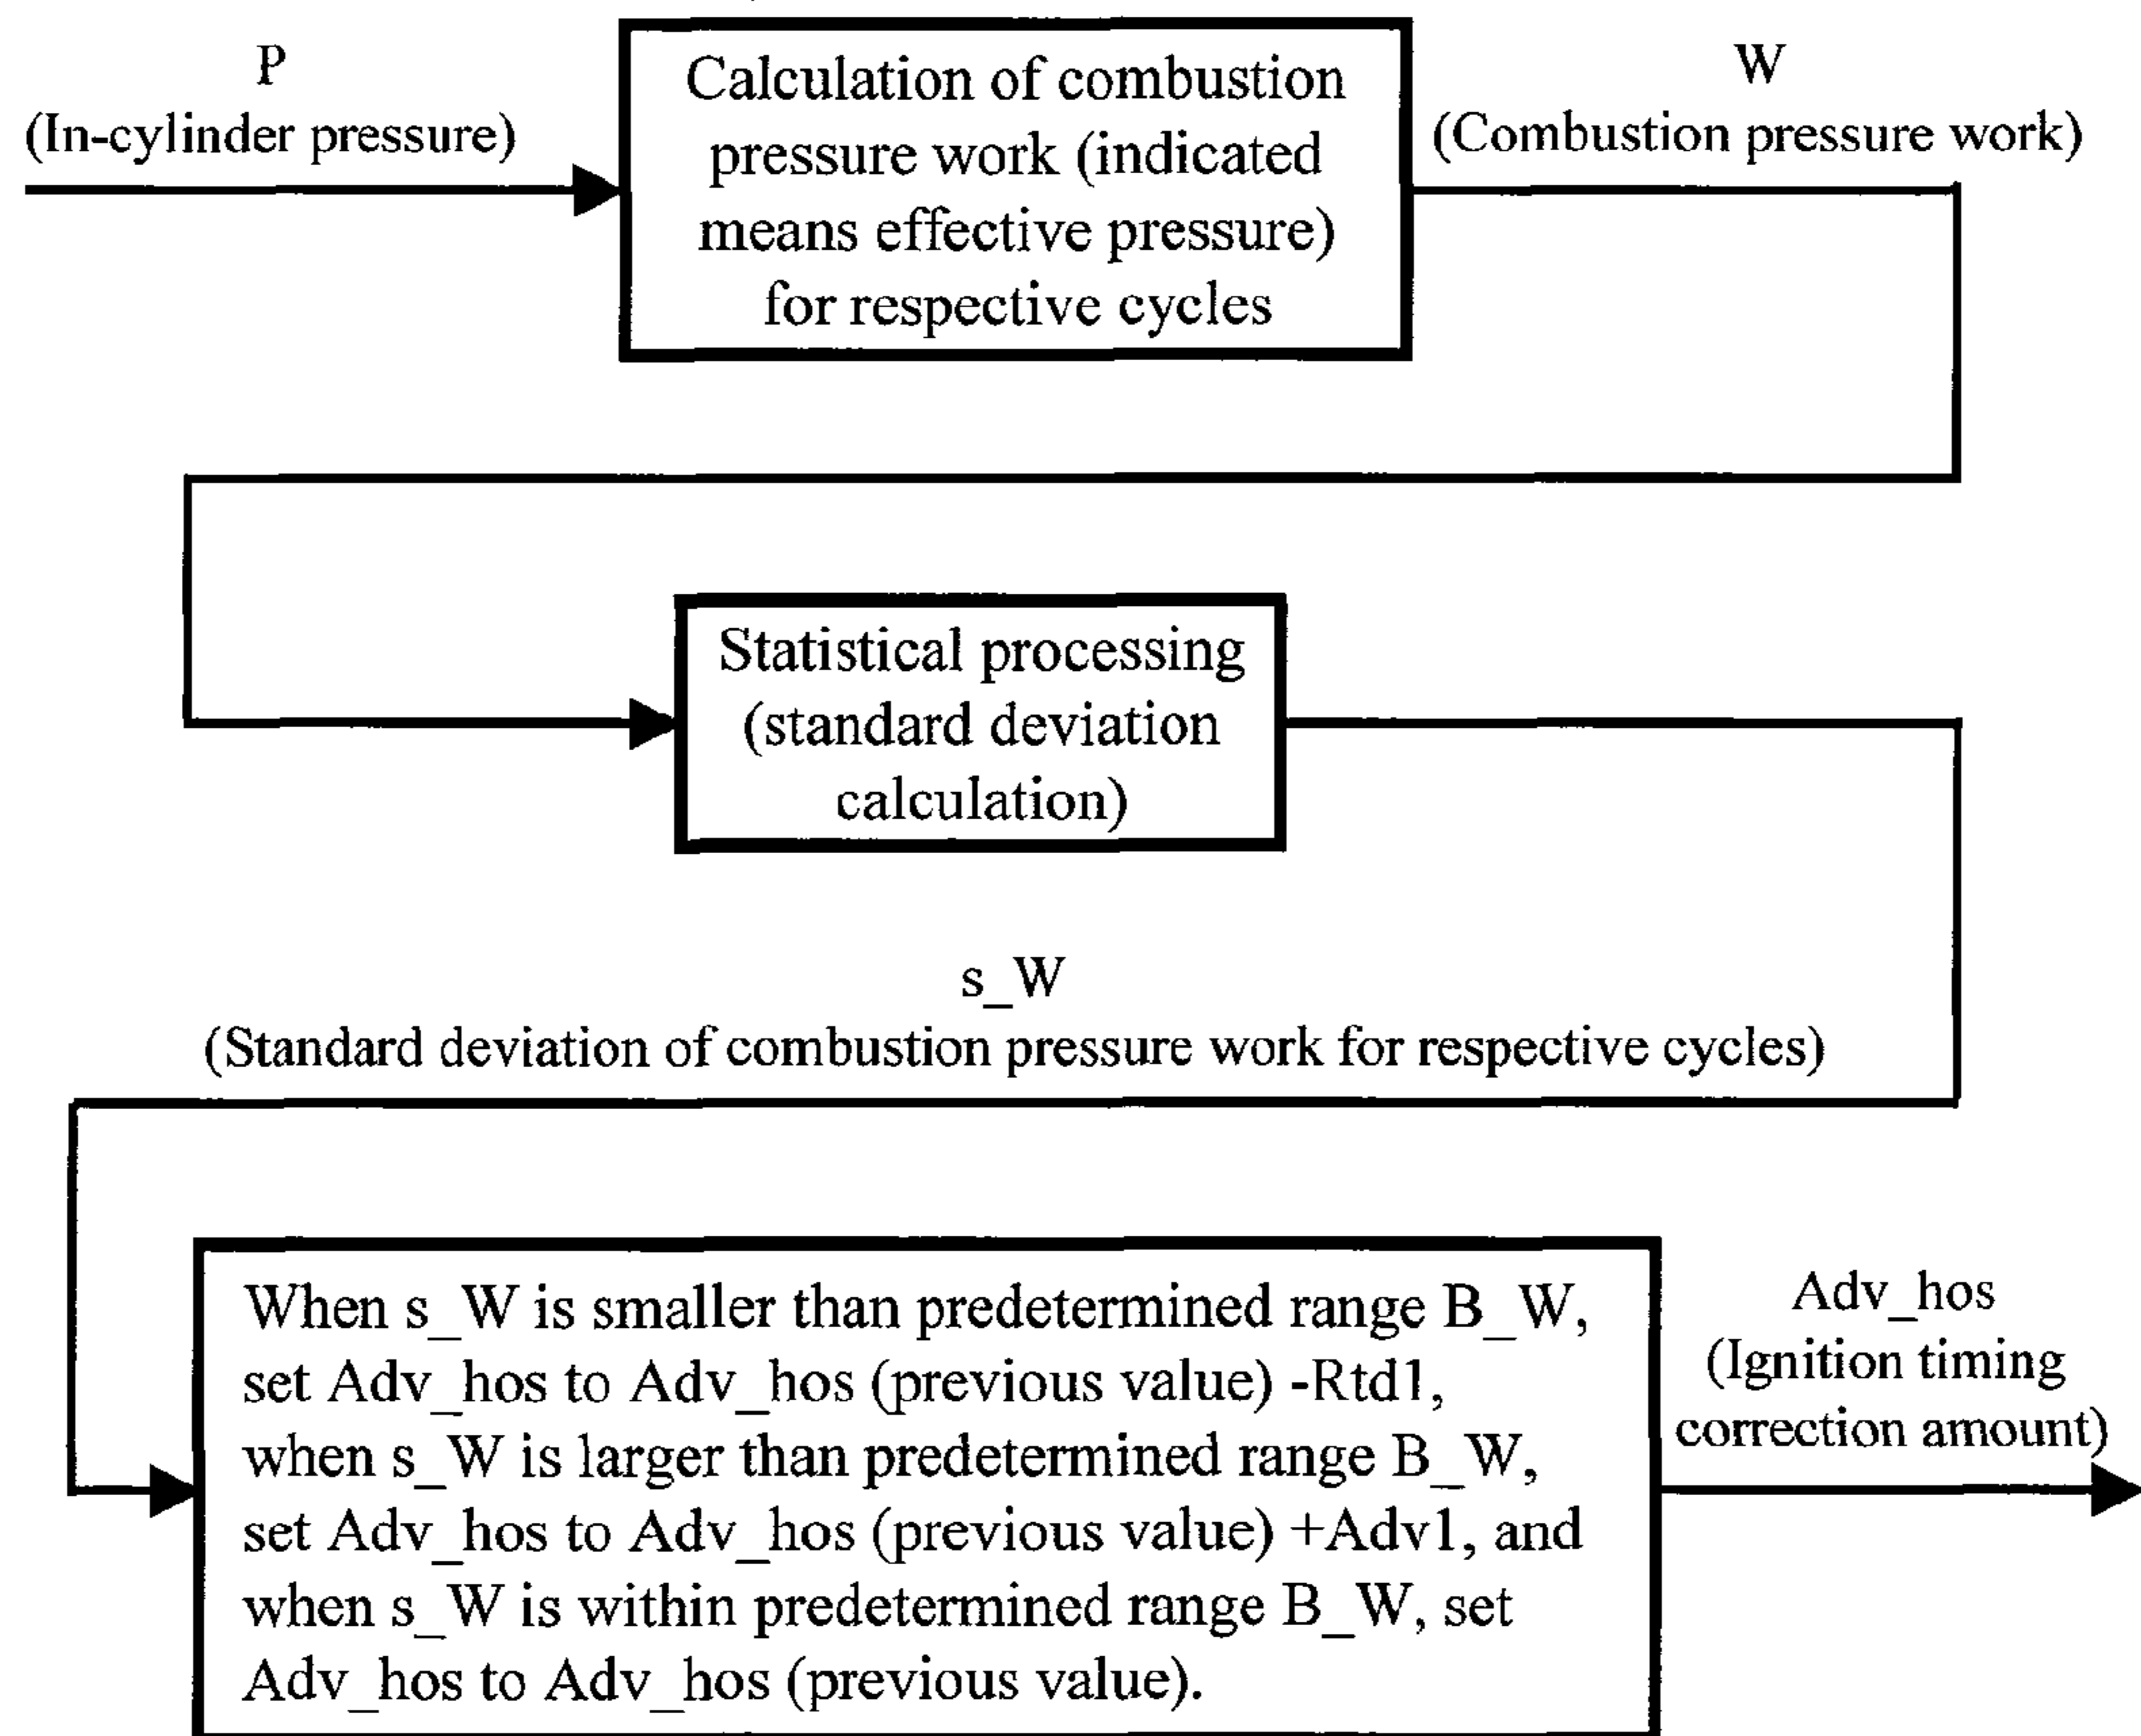 P
(In-cylinder pressure)
Calculation of combustion
pressure work (indicated
means effective pressure)
for respective cycles
W
(Combustion pressure work)
Statistical processing
(standard deviation
calculation)
s_W
(Standard deviation of combustion pressure work for respective cycles)
When s_W is smaller than predetermined range B_W,
set Adv_hos to Adv_hos (previous value) -Rtd1,
when s_W is larger than predetermined range B_W,
set Adv_hos to Adv_hos (previous value) +Adv1, and
when s_W is within predetermined range B_W, set
Adv_hos to Adv_hos (previous value).
Adv_hos
(Ignition timing
correction amount)